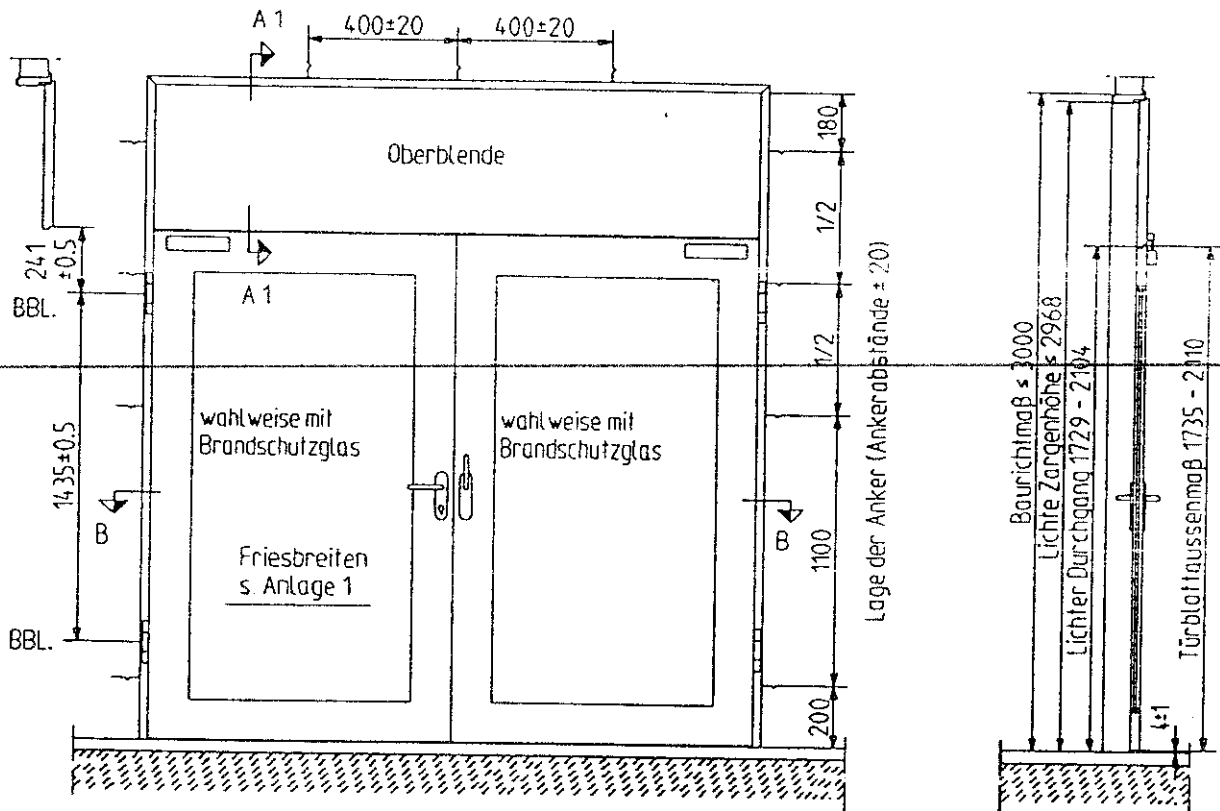 A 1
400±20
400±20
Oberblende
180
1/2
241
±0.5
A 1
BBL.
1/2
Lage der Anker (Ankerabstände ± 20)
wahlweise mit
Brandschutzglas
wahlweise mit
Brandschutzglas
1435±0.5
B
B
1100
Friesbreiten
s. Anlage 1
BBL.
200
Baurichtmaß ≤ 3000
Lichte Zargenhöhe ≤ 2968
Lichter Durchgang 1729 - 2104
Türblattaussenmaß 1735 - 2110
4±1